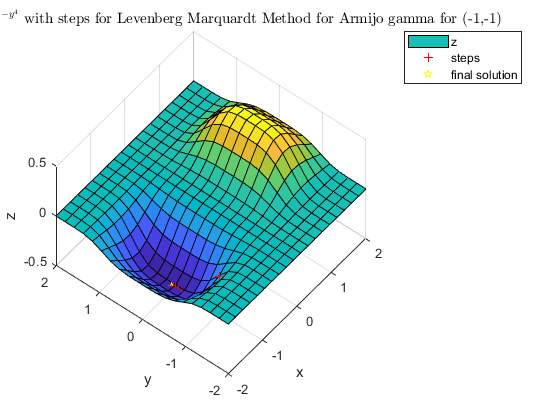 −y⁴ with steps for Levenberg Marquardt Method for Armijo gamma for (-1,-1)
z
steps
final solution
0.5
0
-0.5
z
2
1
0
-1
-2
y
-2
-1
0
1
2
x